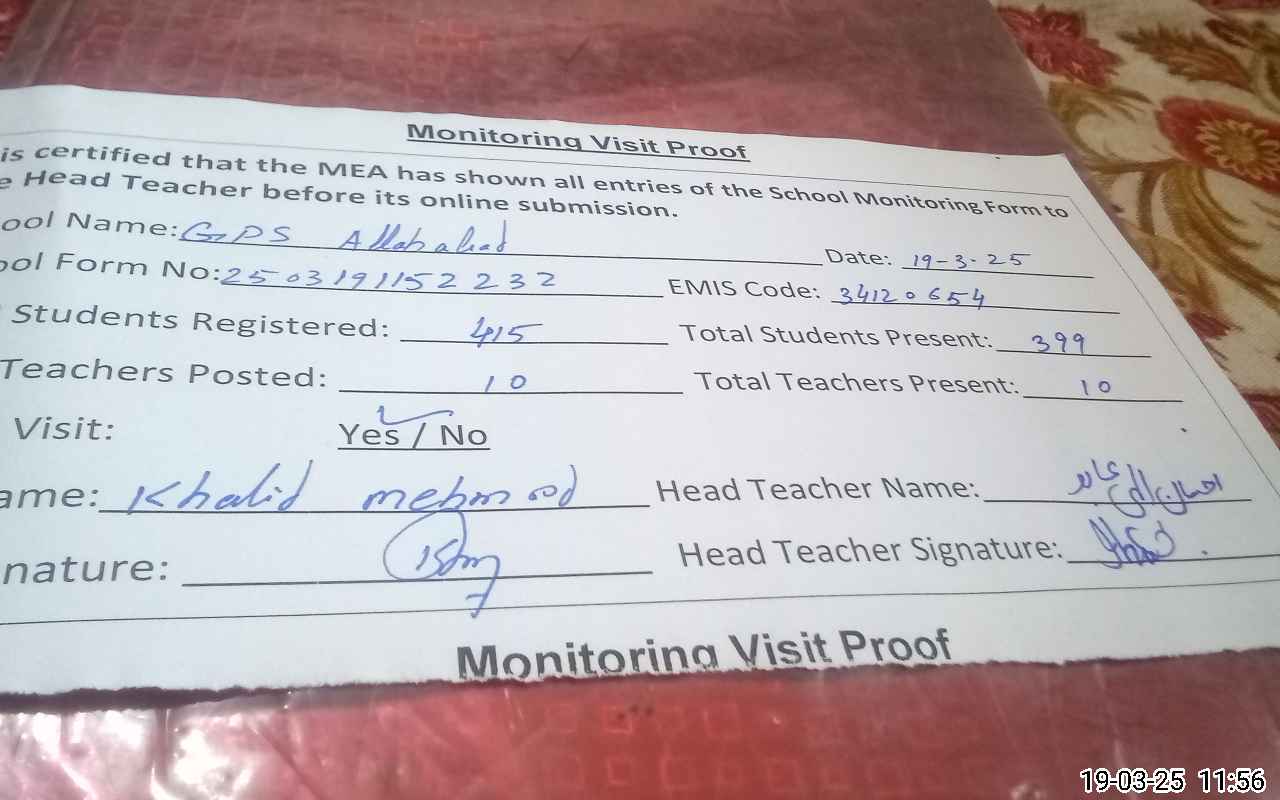 Monitoring Visit Proof
is certified that the MEA has shown all entries of the School Monitoring Form to
e Head Teacher before its online submission.
ool Name: GPS Allahabad Date: 19-3-25
ool Form No: 2503191152232 EMIS Code: 34120654
Students Registered: 415 Total Students Present: 399
Teachers Posted: 10 Total Teachers Present: 10
Visit: Yes / No
ame: Khalid mehmood Head Teacher Name:
nature: Head Teacher Signature:
Monitoring Visit Proof
19-03-25 11:56